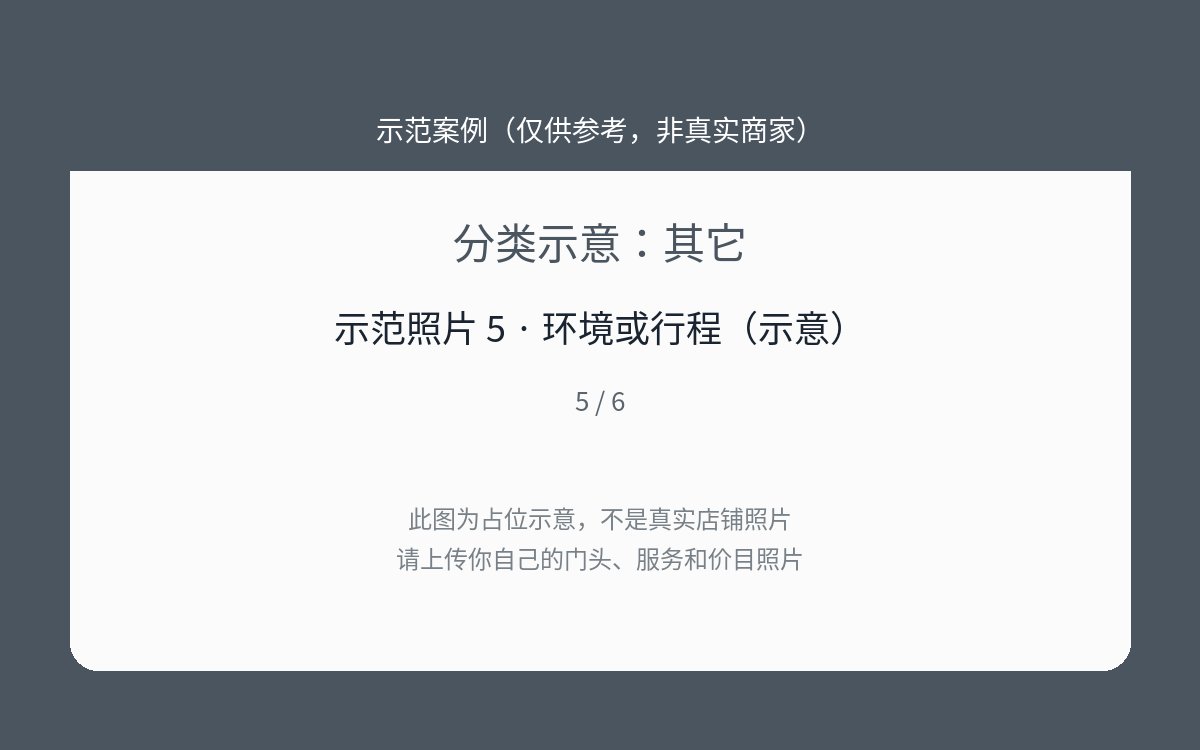 示范案例（仅供参考，非真实商家）
分类示意：其它
示范照片 5 · 环境或行程（示意）
5 / 6
此图为占位示意，不是真实店铺照片
请上传你自己的门头、服务和价目照片